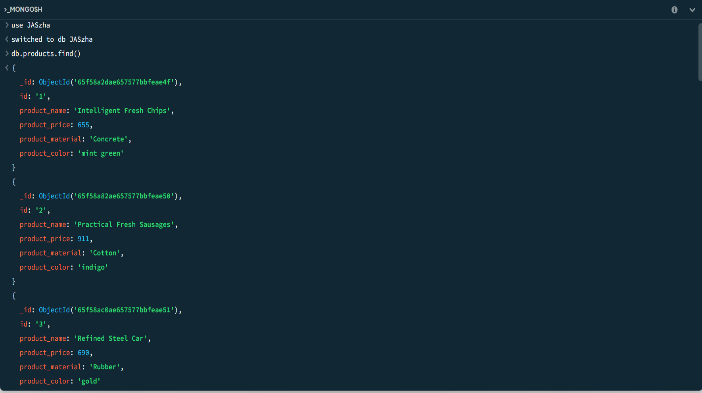 >_MONGOSH
> use JASzha
< switched to db JASzha
> db.products.find()
< {
_id: ObjectId('65f56a2dae657577bbfeae4f'),
id: '1',
product_name: 'Intelligent Fresh Chips',
product_price: 655,
product_material: 'Concrete',
product_color: 'mint green'
}
{
_id: ObjectId('65f56a82ae657577bbfeae50'),
id: '2',
product_name: 'Practical Fresh Sausages',
product_price: 911,
product_material: 'Cotton',
product_color: 'indigo'
}
{
_id: ObjectId('65f56ac0ae657577bbfeae51'),
id: '3',
product_name: 'Refined Steel Car',
product_price: 690,
product_material: 'Rubber',
product_color: 'gold'